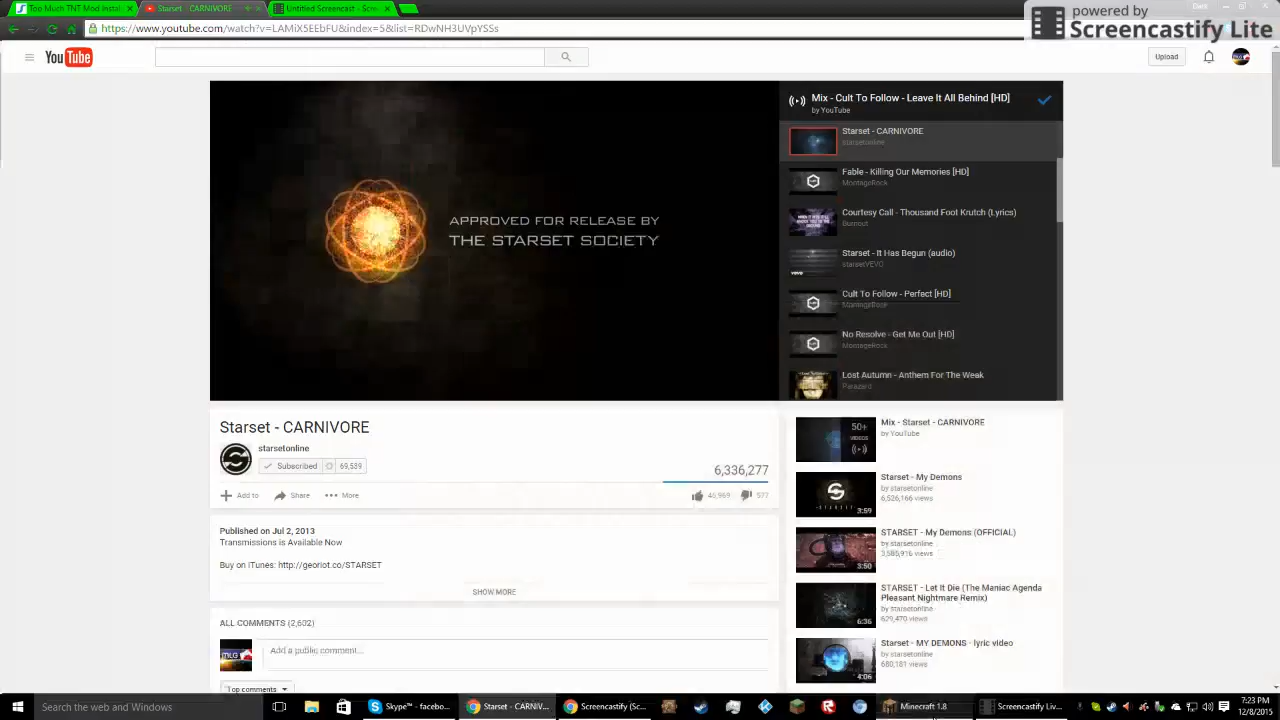 Too Much TNT Mod Instal
Starset - CARNIVORE
Untitled Screencast - Scree
powered by
Screencastify Lite
https://www.youtube.com/watch?v=LAMiXSEEbFU&index=5&list=RDwNH3UVpYSSs
YouTube
Upload
Mix - Cult To Follow - Leave It All Behind [HD]
by YouTube
Starset - CARNIVORE
starsetonline
Fable - Killing Our Memories [HD]
MontageRock
Courtesy Call - Thousand Foot Krutch (Lyrics)
Burnout
Starset - It Has Begun (audio)
starsetVEVO
Cult To Follow - Perfect [HD]
MontageRock
No Resolve - Get Me Out [HD]
MontageRock
Lost Autumn - Anthem For The Weak
APPROVED FOR RELEASE BY
THE STARSET SOCIETY
Starset - CARNIVORE
starsetonline
Subscribed 69,539
6,336,277
Add to Share More
46,969 577
Published on Jul 2, 2013
Transmissions is Available Now
Buy on iTunes: http://georiot.co/STARSET
SHOW MORE
ALL COMMENTS (2,602)
MLG
Add a public comment...
Top comments
50+
VIDEOS
Mix - Starset - CARNIVORE
by YouTube
Starset - My Demons
by starsetonline
6,526,166 views
3:59
STARSET - My Demons (OFFICIAL)
by starsetonline
3,585,916 views
3:50
STARSET - Let It Die (The Maniac Agenda
Pleasant Nightmare Remix)
by starsetonline
629,470 views
6:36
Starset - MY DEMONS - lyric video
by starsetonline
680,181 views
4:06
Search the web and Windows
Skype™ - facebo...
Starset - CARNIV...
Screencastify (Sc...
Minecraft 1.8
Screencastify Liv...
7:23 PM
12/8/2015